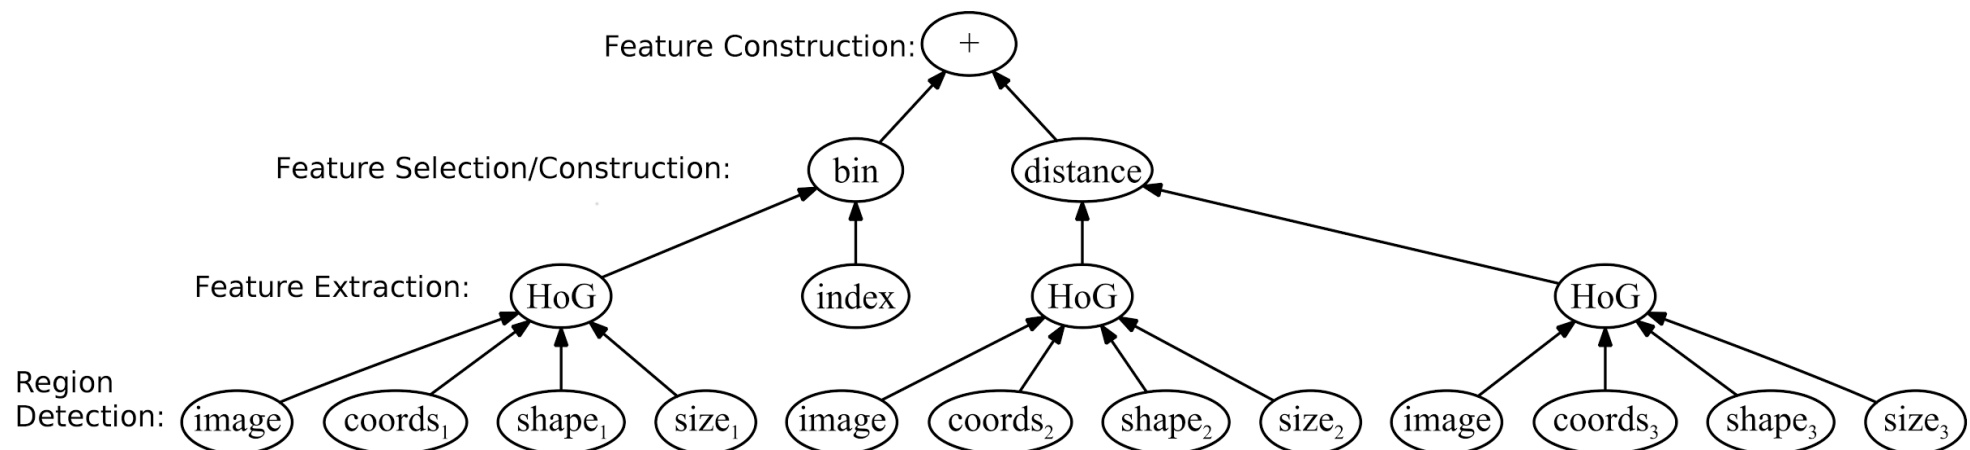 Feature Construction: +
Feature Selection/Construction: bin distance
Feature Extraction: HoG index HoG HoG
Region
Detection: image coords₁ shape₁ size₁ image coords₂ shape₂ size₂ image coords₃ shape₃ size₃